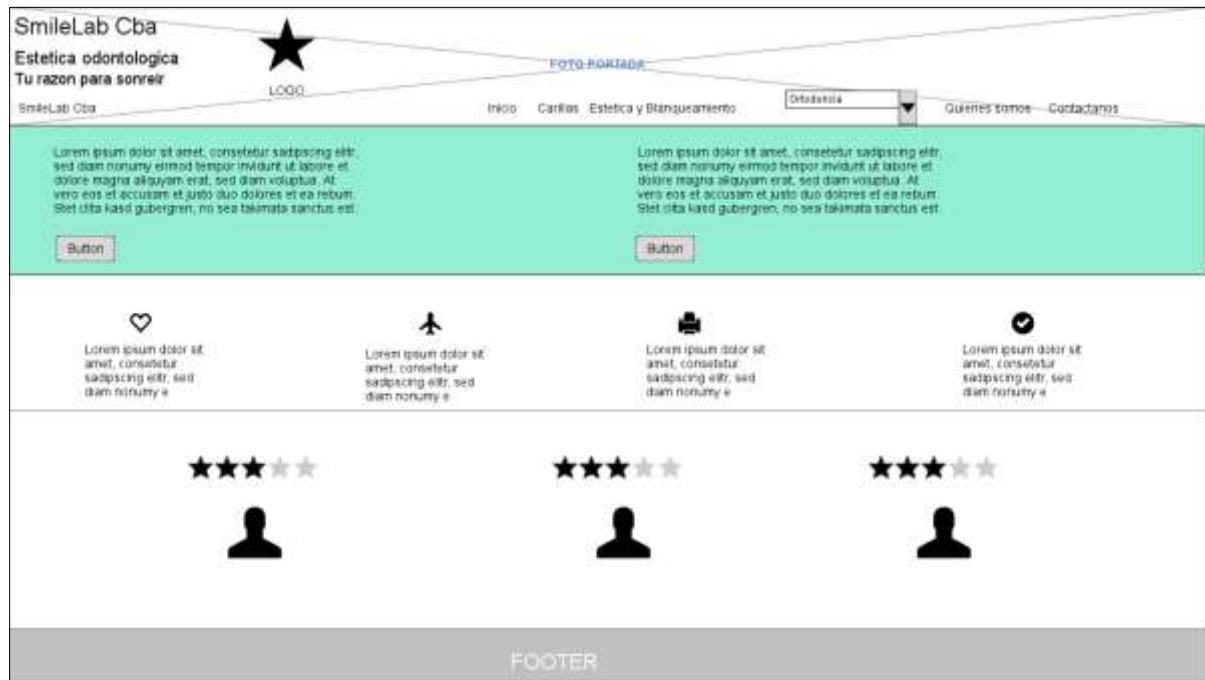 SmileLab Cba
Estetica odontologica
Tu razon para sonreir
LOGO
FOTO PORTADA
SmileLab Cba
Inicio
Carillas
Estetica y Blanqueamiento
Ortodoncia
Quienes somos
Contactanos
Lorem ipsum dolor sit amet, consetetur sadipscing elitr,
sed diam nonumy eirmod tempor invidunt ut labore et
dolore magna aliquyam erat, sed diam voluptua. At
vero eos et accusam et justo duo dolores et ea rebum.
Stet clita kasd gubergren, no sea takimata sanctus est.
Button
Lorem ipsum dolor sit amet, consetetur sadipscing elitr,
sed diam nonumy eirmod tempor invidunt ut labore et
dolore magna aliquyam erat, sed diam voluptua. At
vero eos et accusam et justo duo dolores et ea rebum.
Stet clita kasd gubergren, no sea takimata sanctus est.
Button
Lorem ipsum dolor sit
amet, consetetur
sadipscing elitr, sed
diam nonumy e
Lorem ipsum dolor sit
amet, consetetur
sadipscing elitr, sed
diam nonumy e
Lorem ipsum dolor sit
amet, consetetur
sadipscing elitr, sed
diam nonumy e
Lorem ipsum dolor sit
amet, consetetur
sadipscing elitr, sed
diam nonumy e
FOOTER